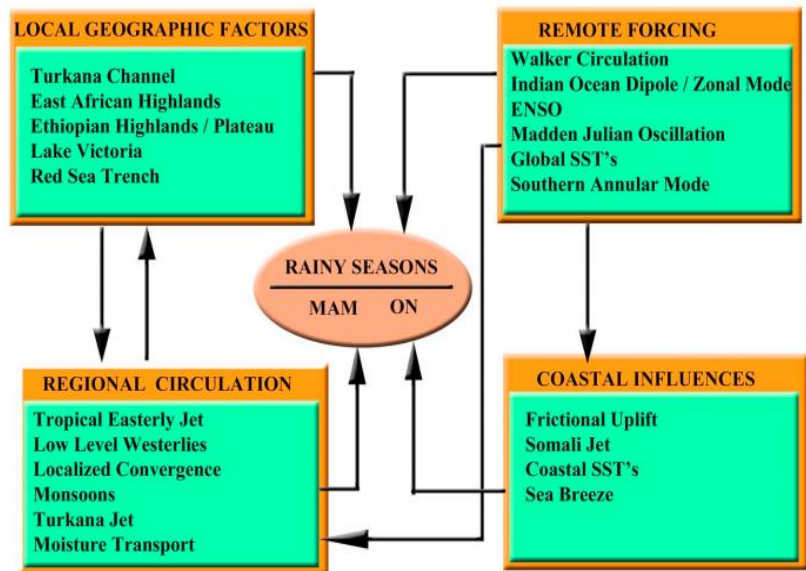 LOCAL GEOGRAPHIC FACTORS
Turkana Channel
East African Highlands
Ethiopian Highlands / Plateau
Lake Victoria
Red Sea Trench
REMOTE FORCING
Walker Circulation
Indian Ocean Dipole / Zonal Mode
ENSO
Madden Julian Oscillation
Global SST's
Southern Annular Mode
RAINY SEASONS
MAM ON
REGIONAL CIRCULATION
Tropical Easterly Jet
Low Level Westerlies
Localized Convergence
Monsoons
Turkana Jet
Moisture Transport
COASTAL INFLUENCES
Frictional Uplift
Somali Jet
Coastal SST's
Sea Breeze